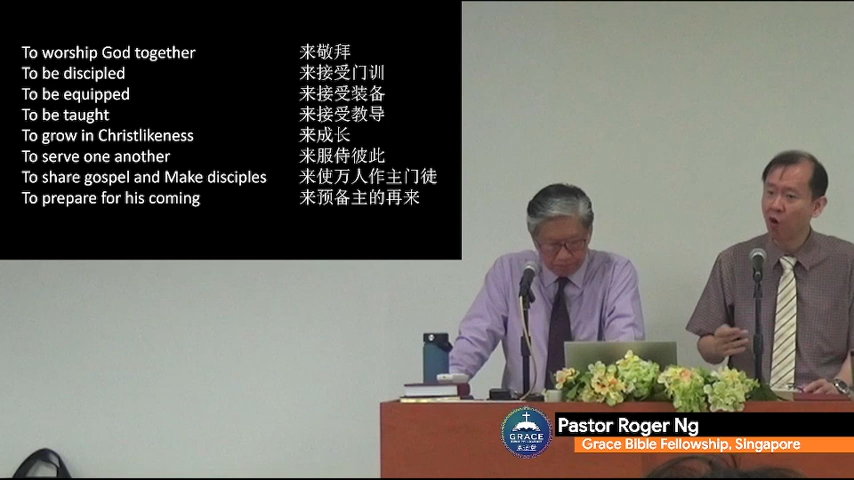 To worship God together 来敬拜
To be discipled 来接受门训
To be equipped 来接受装备
To be taught 来接受教导
To grow in Christlikeness 来成长
To serve one another 来服侍彼此
To share gospel and Make disciples 来使万人作主门徒
To prepare for his coming 来预备主的再来
GRACE
Pastor Roger Ng
Grace Bible Fellowship, Singapore